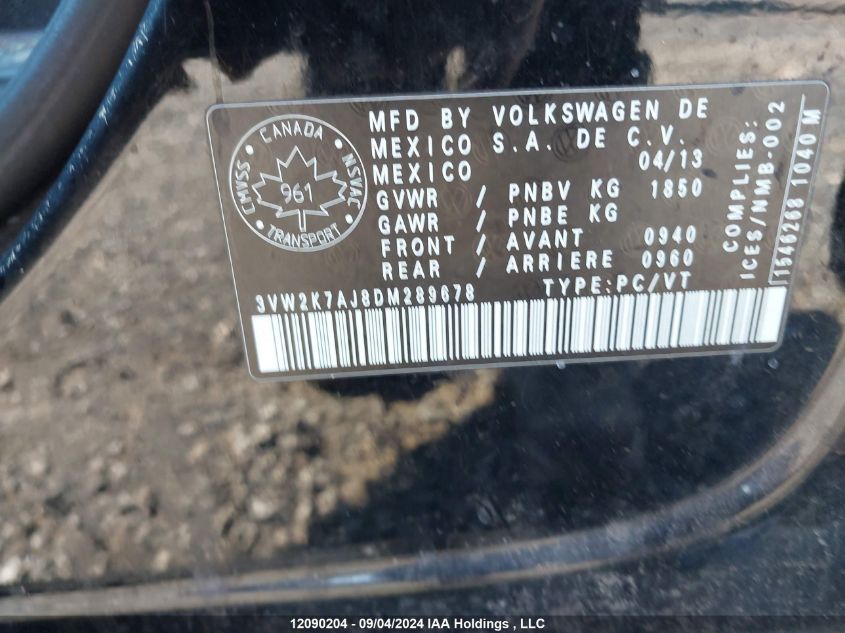 CANADA
CMVSS
NSVAC
961
TRANSPORT
MFD BY VOLKSWAGEN DE
MEXICO S.A. DE C.V.
MEXICO 04/13
GVWR / PNBV KG 1850
GAWR / PNBE KG
FRONT / AVANT 0940
REAR / ARRIERE 0960
3VW2K7AJ8DM289678 TYPE:PC/VT
COMPLIES:
ICES/NMB-002
1040 M
12090204 - 09/04/2024 IAA Holdings , LLC